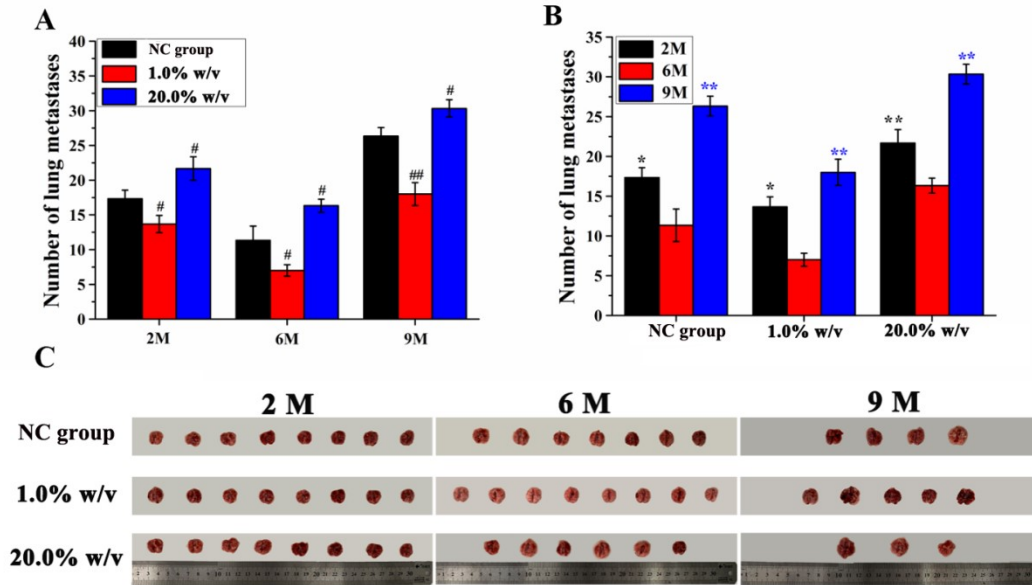 A
Number of lung metastases
40
35
30
25
20
15
10
5
0
NC group
1.0% w/v
20.0% w/v
#
#
#
#
##
#
2M
6M
9M
B
Number of lung metastases
35
30
25
20
15
10
5
0
2M
6M
9M
*
**
*
**
**
**
NC group
1.0% w/v
20.0% w/v
C
2 M
6 M
9 M
NC group
1.0% w/v
20.0% w/v